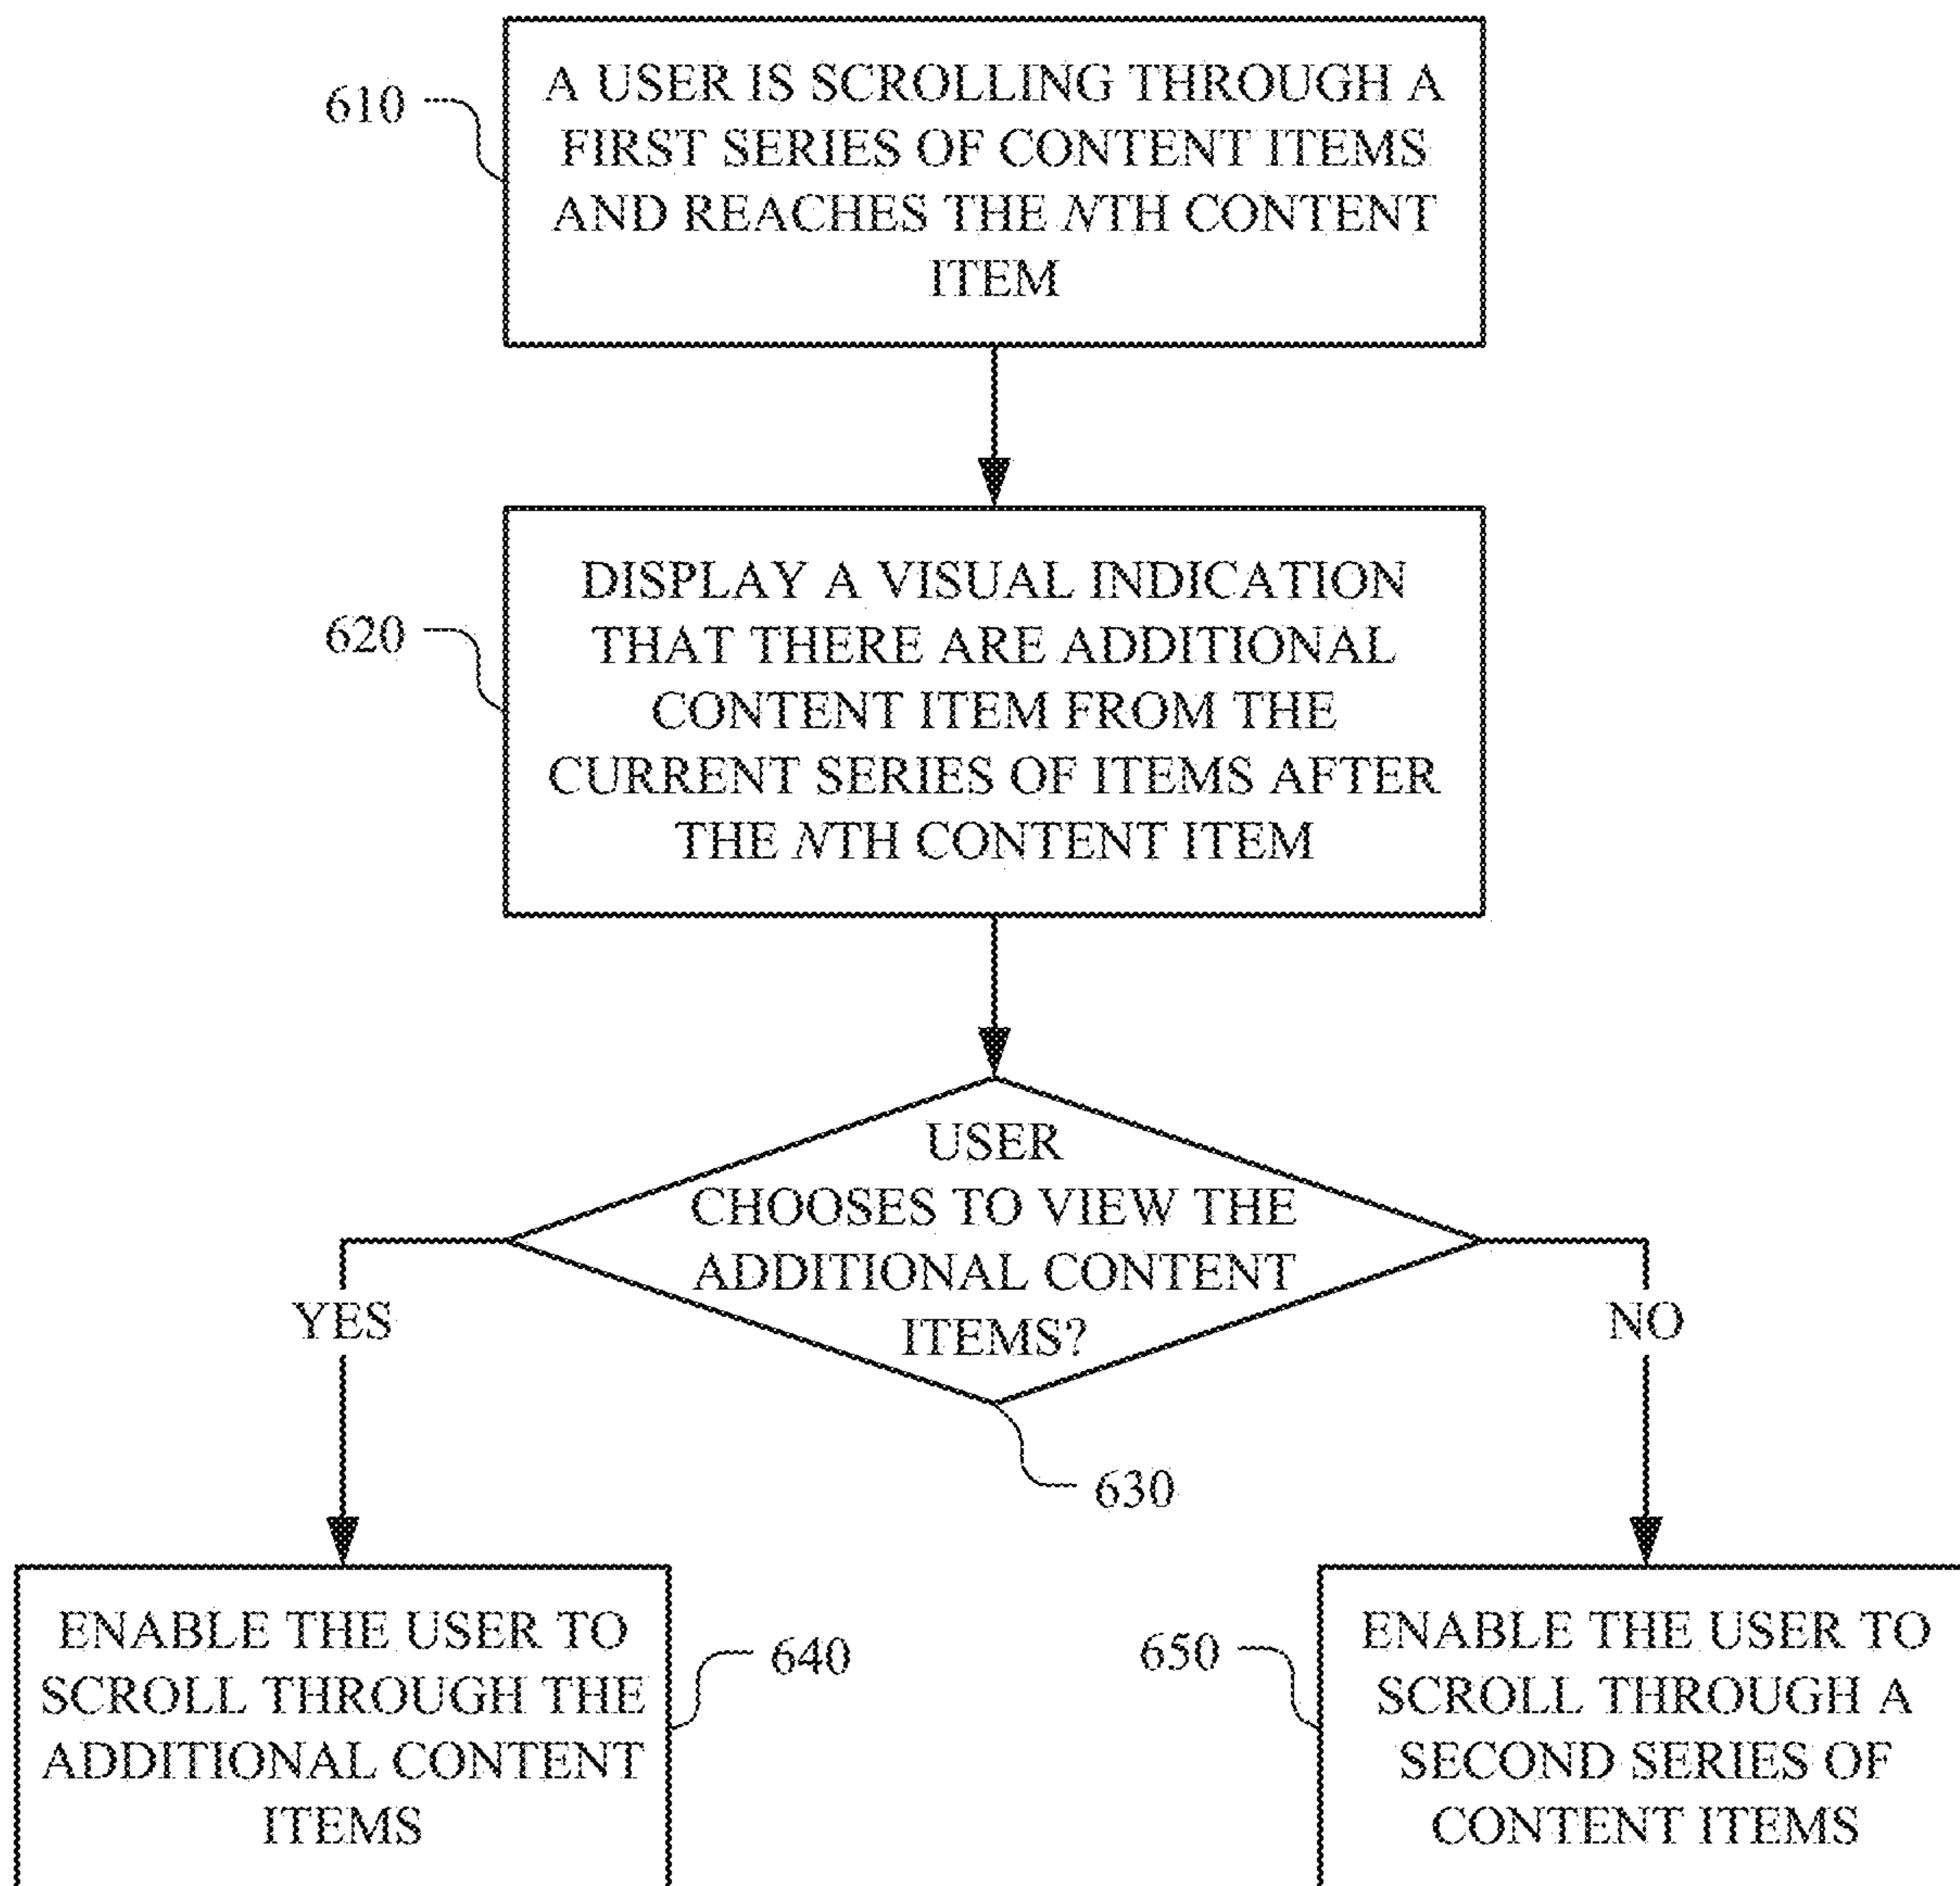 610
A USER IS SCROLLING THROUGH A
FIRST SERIES OF CONTENT ITEMS
AND REACHES THE NTH CONTENT
ITEM
620
DISPLAY A VISUAL INDICATION
THAT THERE ARE ADDITIONAL
CONTENT ITEM FROM THE
CURRENT SERIES OF ITEMS AFTER
THE NTH CONTENT ITEM
USER
CHOOSES TO VIEW THE
ADDITIONAL CONTENT
ITEMS?
YES
NO
630
ENABLE THE USER TO
SCROLL THROUGH THE
ADDITIONAL CONTENT
ITEMS
640
650
ENABLE THE USER TO
SCROLL THROUGH A
SECOND SERIES OF
CONTENT ITEMS